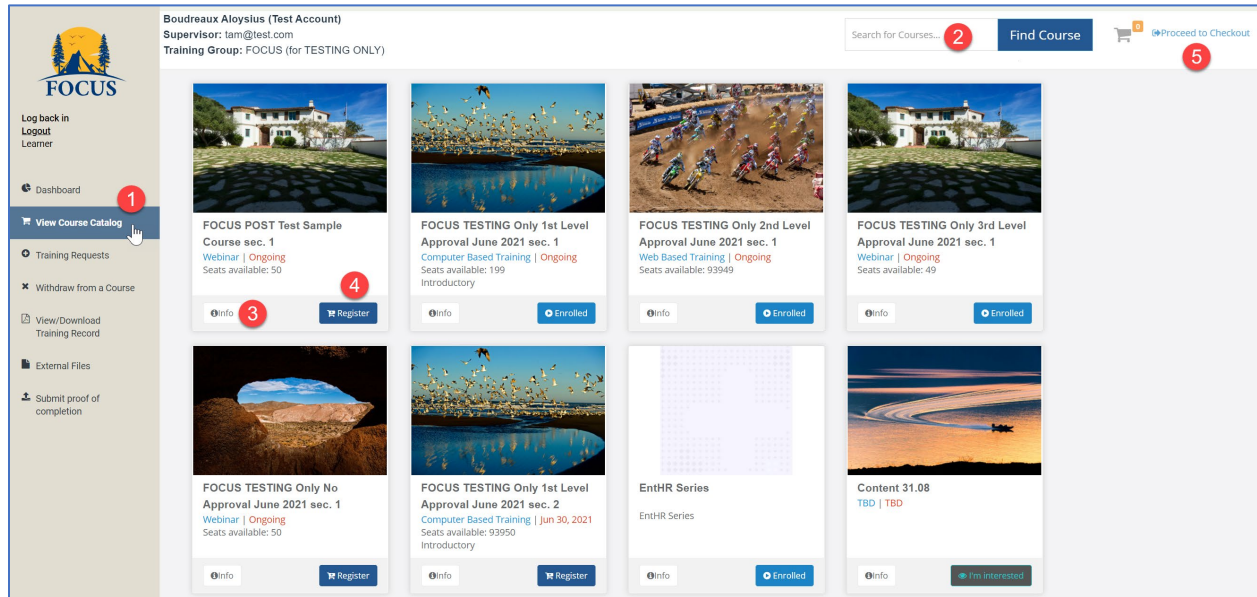 Boudreaux Aloysius (Test Account)
Supervisor: tam@test.com
Training Group: FOCUS (for TESTING ONLY)
Search for Courses...
2
Find Course
0
Proceed to Checkout
5
FOCUS
Log back in
Logout
Learner
Dashboard
1
View Course Catalog
Training Requests
Withdraw from a Course
View/Download
Training Record
External Files
Submit proof of
completion
FOCUS POST Test Sample
Course sec. 1
Webinar | Ongoing
Seats available: 50
Info
3
4
Register
FOCUS TESTING Only 1st Level
Approval June 2021 sec. 1
Computer Based Training | Ongoing
Seats available: 199
Introductory
Info
Enrolled
FOCUS TESTING Only 2nd Level
Approval June 2021 sec. 1
Web Based Training | Ongoing
Seats available: 93949
Info
Enrolled
FOCUS TESTING Only 3rd Level
Approval June 2021 sec. 1
Webinar | Ongoing
Seats available: 49
Info
Enrolled
FOCUS TESTING Only No
Approval June 2021 sec. 1
Webinar | Ongoing
Seats available: 50
Info
Register
FOCUS TESTING Only 1st Level
Approval June 2021 sec. 2
Computer Based Training | Jun 30, 2021
Seats available: 93950
Introductory
Info
Register
EntHR Series
EntHR Series
Info
Enrolled
Content 31.08
TBD | TBD
Info
I'm interested